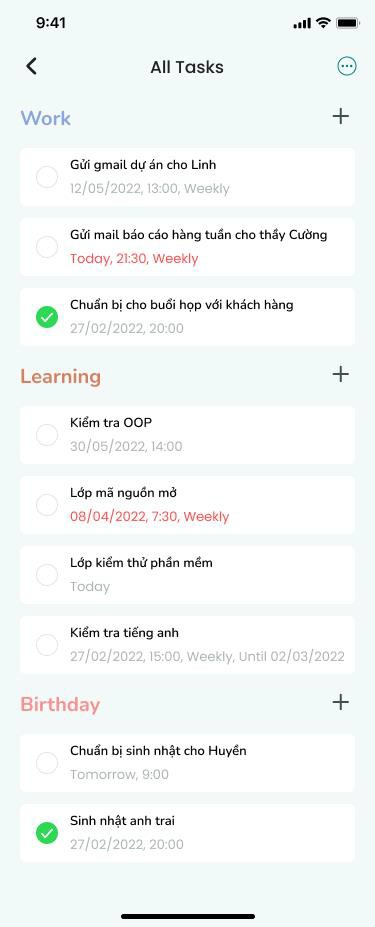 9:41
All Tasks
Work
Gửi gmail dự án cho Linh
12/05/2022, 13:00, Weekly
Gửi mail báo cáo hàng tuần cho thầy Cường
Today, 21:30, Weekly
Chuẩn bị cho buổi họp với khách hàng
27/02/2022, 20:00
Learning
Kiểm tra OOP
30/05/2022, 14:00
Lớp mã nguồn mở
08/04/2022, 7:30, Weekly
Lớp kiểm thử phần mềm
Today
Kiểm tra tiếng anh
27/02/2022, 15:00, Weekly, Until 02/03/2022
Birthday
Chuẩn bị sinh nhật cho Huyền
Tomorrow, 9:00
Sinh nhật anh trai
27/02/2022, 20:00